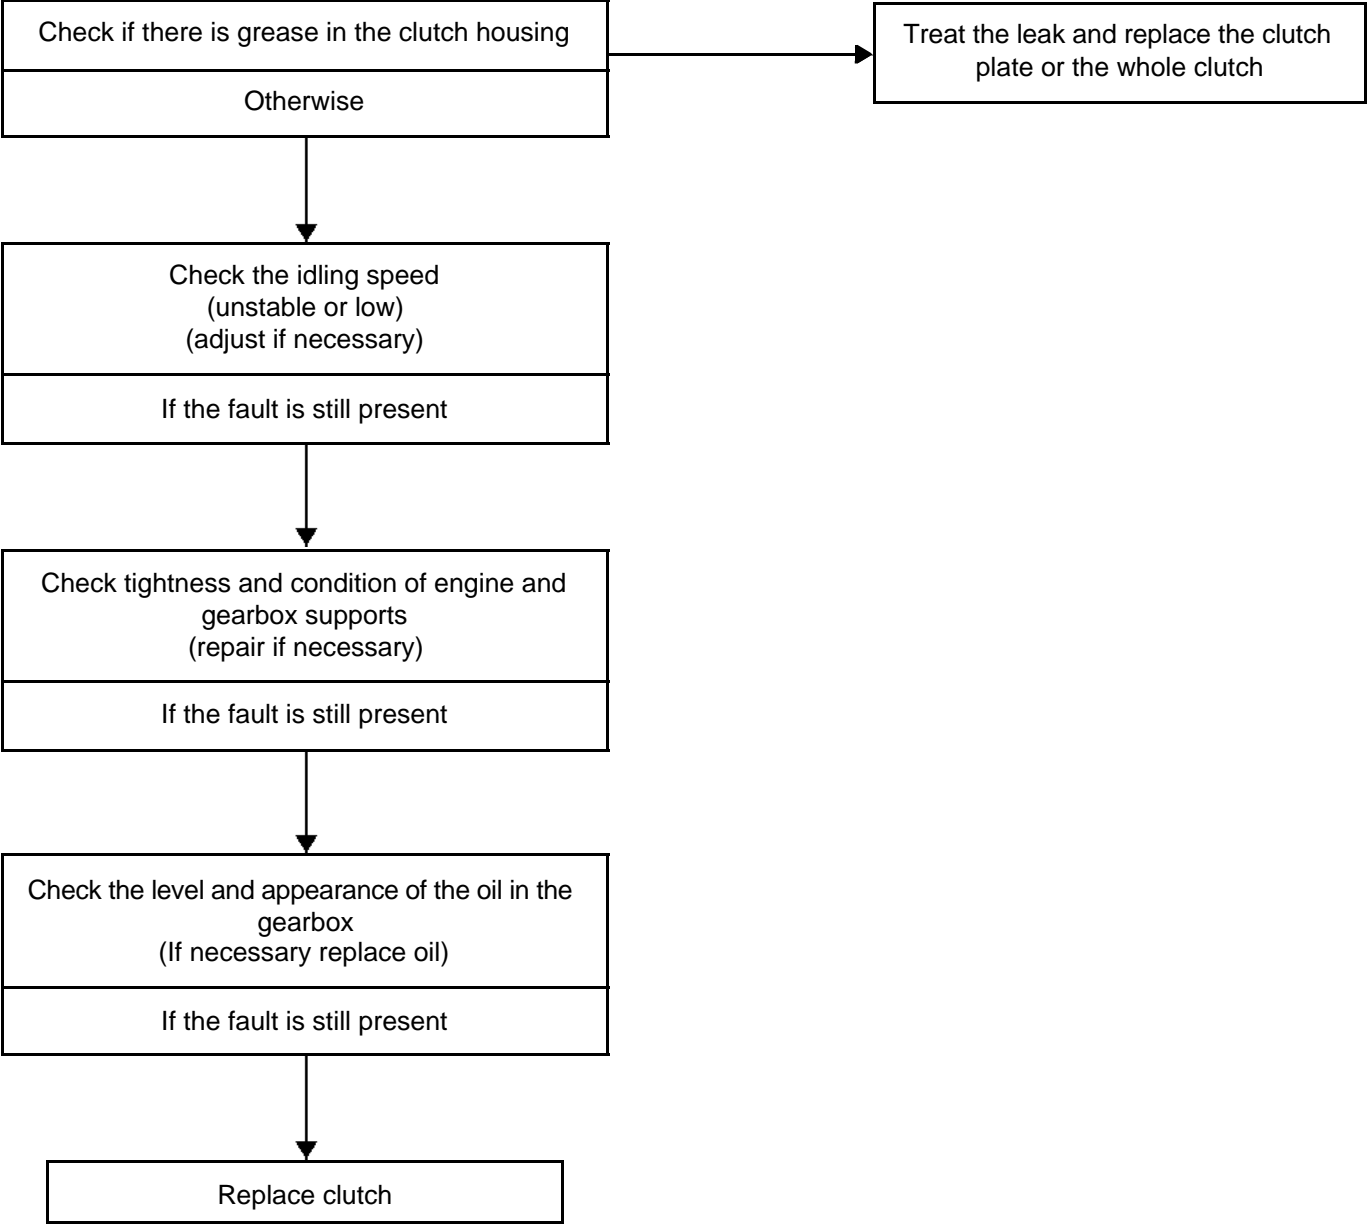 Check if there is grease in the clutch housing
Treat the leak and replace the clutch
plate or the whole clutch
Otherwise
Check the idling speed
(unstable or low)
(adjust if necessary)
If the fault is still present
Check tightness and condition of engine and
gearbox supports
(repair if necessary)
If the fault is still present
Check the level and appearance of the oil in the
gearbox
(If necessary replace oil)
If the fault is still present
Replace clutch